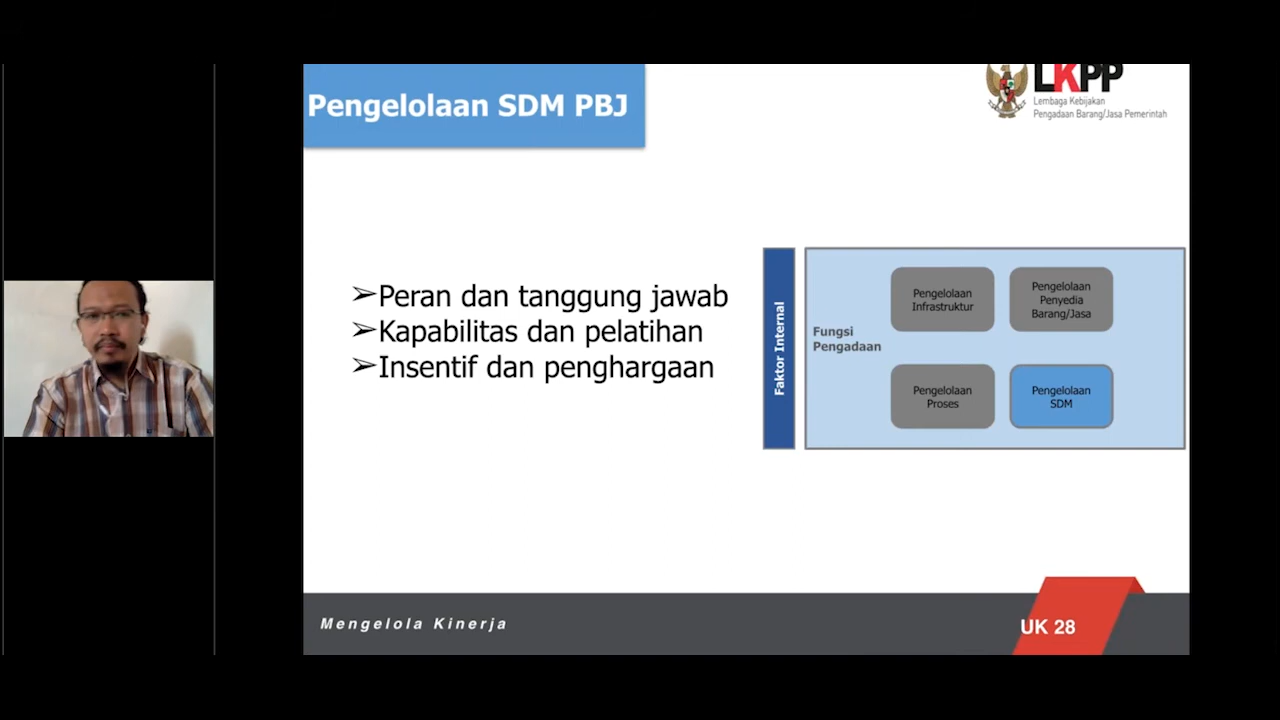 Pengelolaan SDM PBJ
LKPP
Lembaga Kebijakan
Pengadaan Barang/Jasa Pemerintah
➢Peran dan tanggung jawab
➢Kapabilitas dan pelatihan
➢Insentif dan penghargaan
Faktor Internal
Fungsi
Pengadaan
Pengelolaan
Infrastruktur
Pengelolaan
Penyedia
Barang/Jasa
Pengelolaan
Proses
Pengelolaan
SDM
Mengelola Kinerja
UK 28